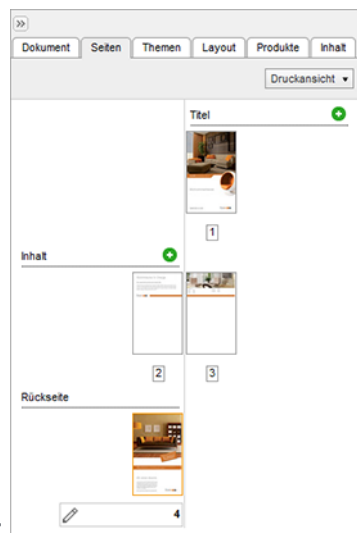 Dokument Seiten Themen Layout Produkte Inhalt
Druckansicht
Titel
1
Inhalt
2 3
Rückseite
4